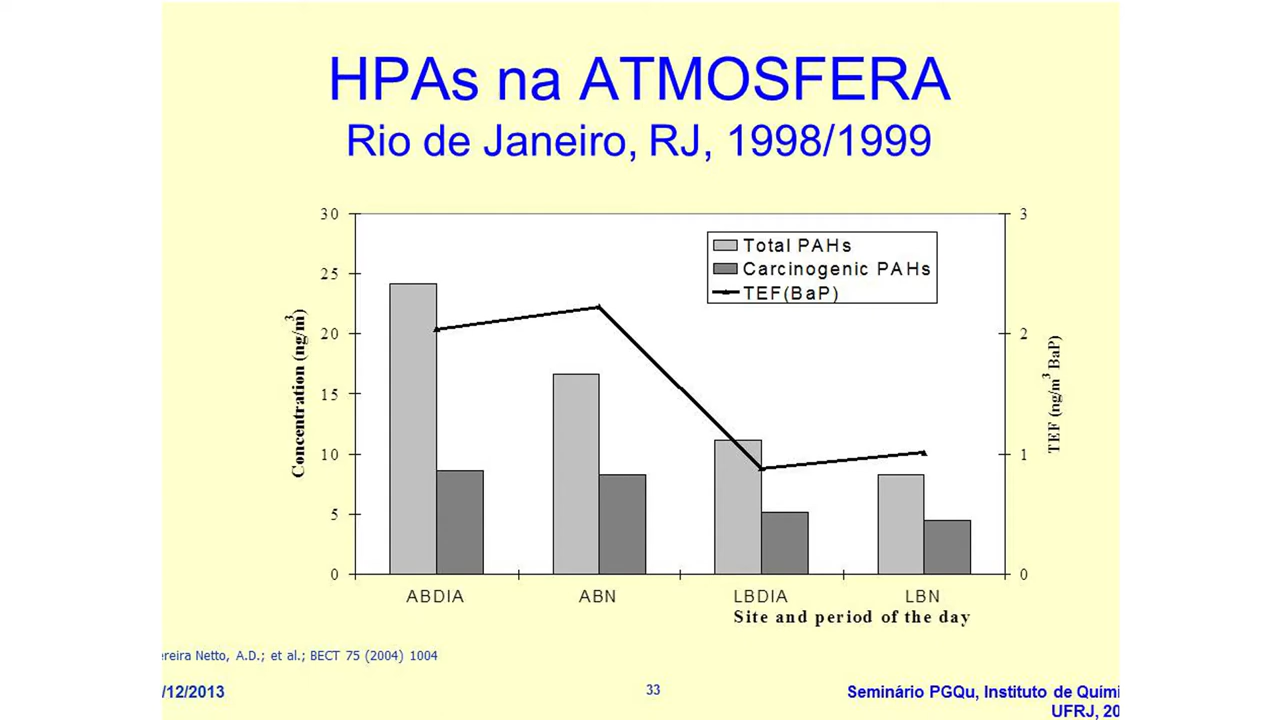 HPAs na ATMOSFERA
Rio de Janeiro, RJ, 1998/1999
30
25
20
15
10
5
0
Concentration (ng/m3)
Total PAHs
Carcinogenic PAHs
TEF(BaP)
3
2
1
0
TEF (ng/m3 BaP)
ABDIA ABN LBDIA LBN
Site and period of the day
ereira Netto, A.D.; et al.; BECT 75 (2004) 1004
/12/2013
33
Seminário PGQu, Instituto de Quími
UFRJ, 20